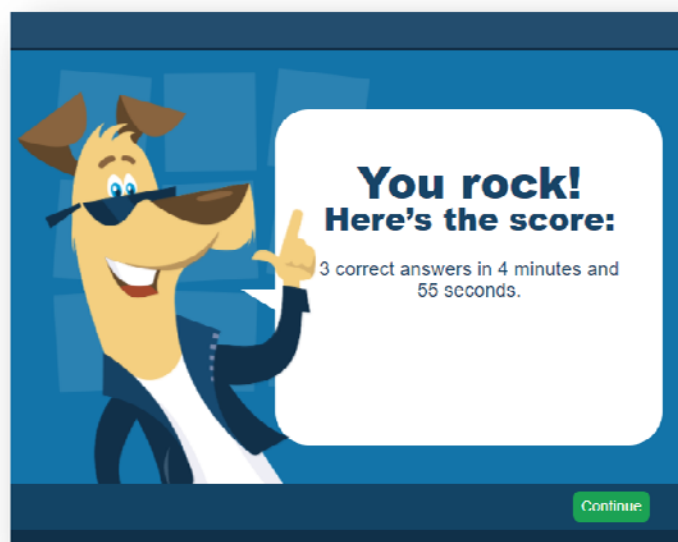 You rock!
Here's the score:
3 correct answers in 4 minutes and
55 seconds.
Continue